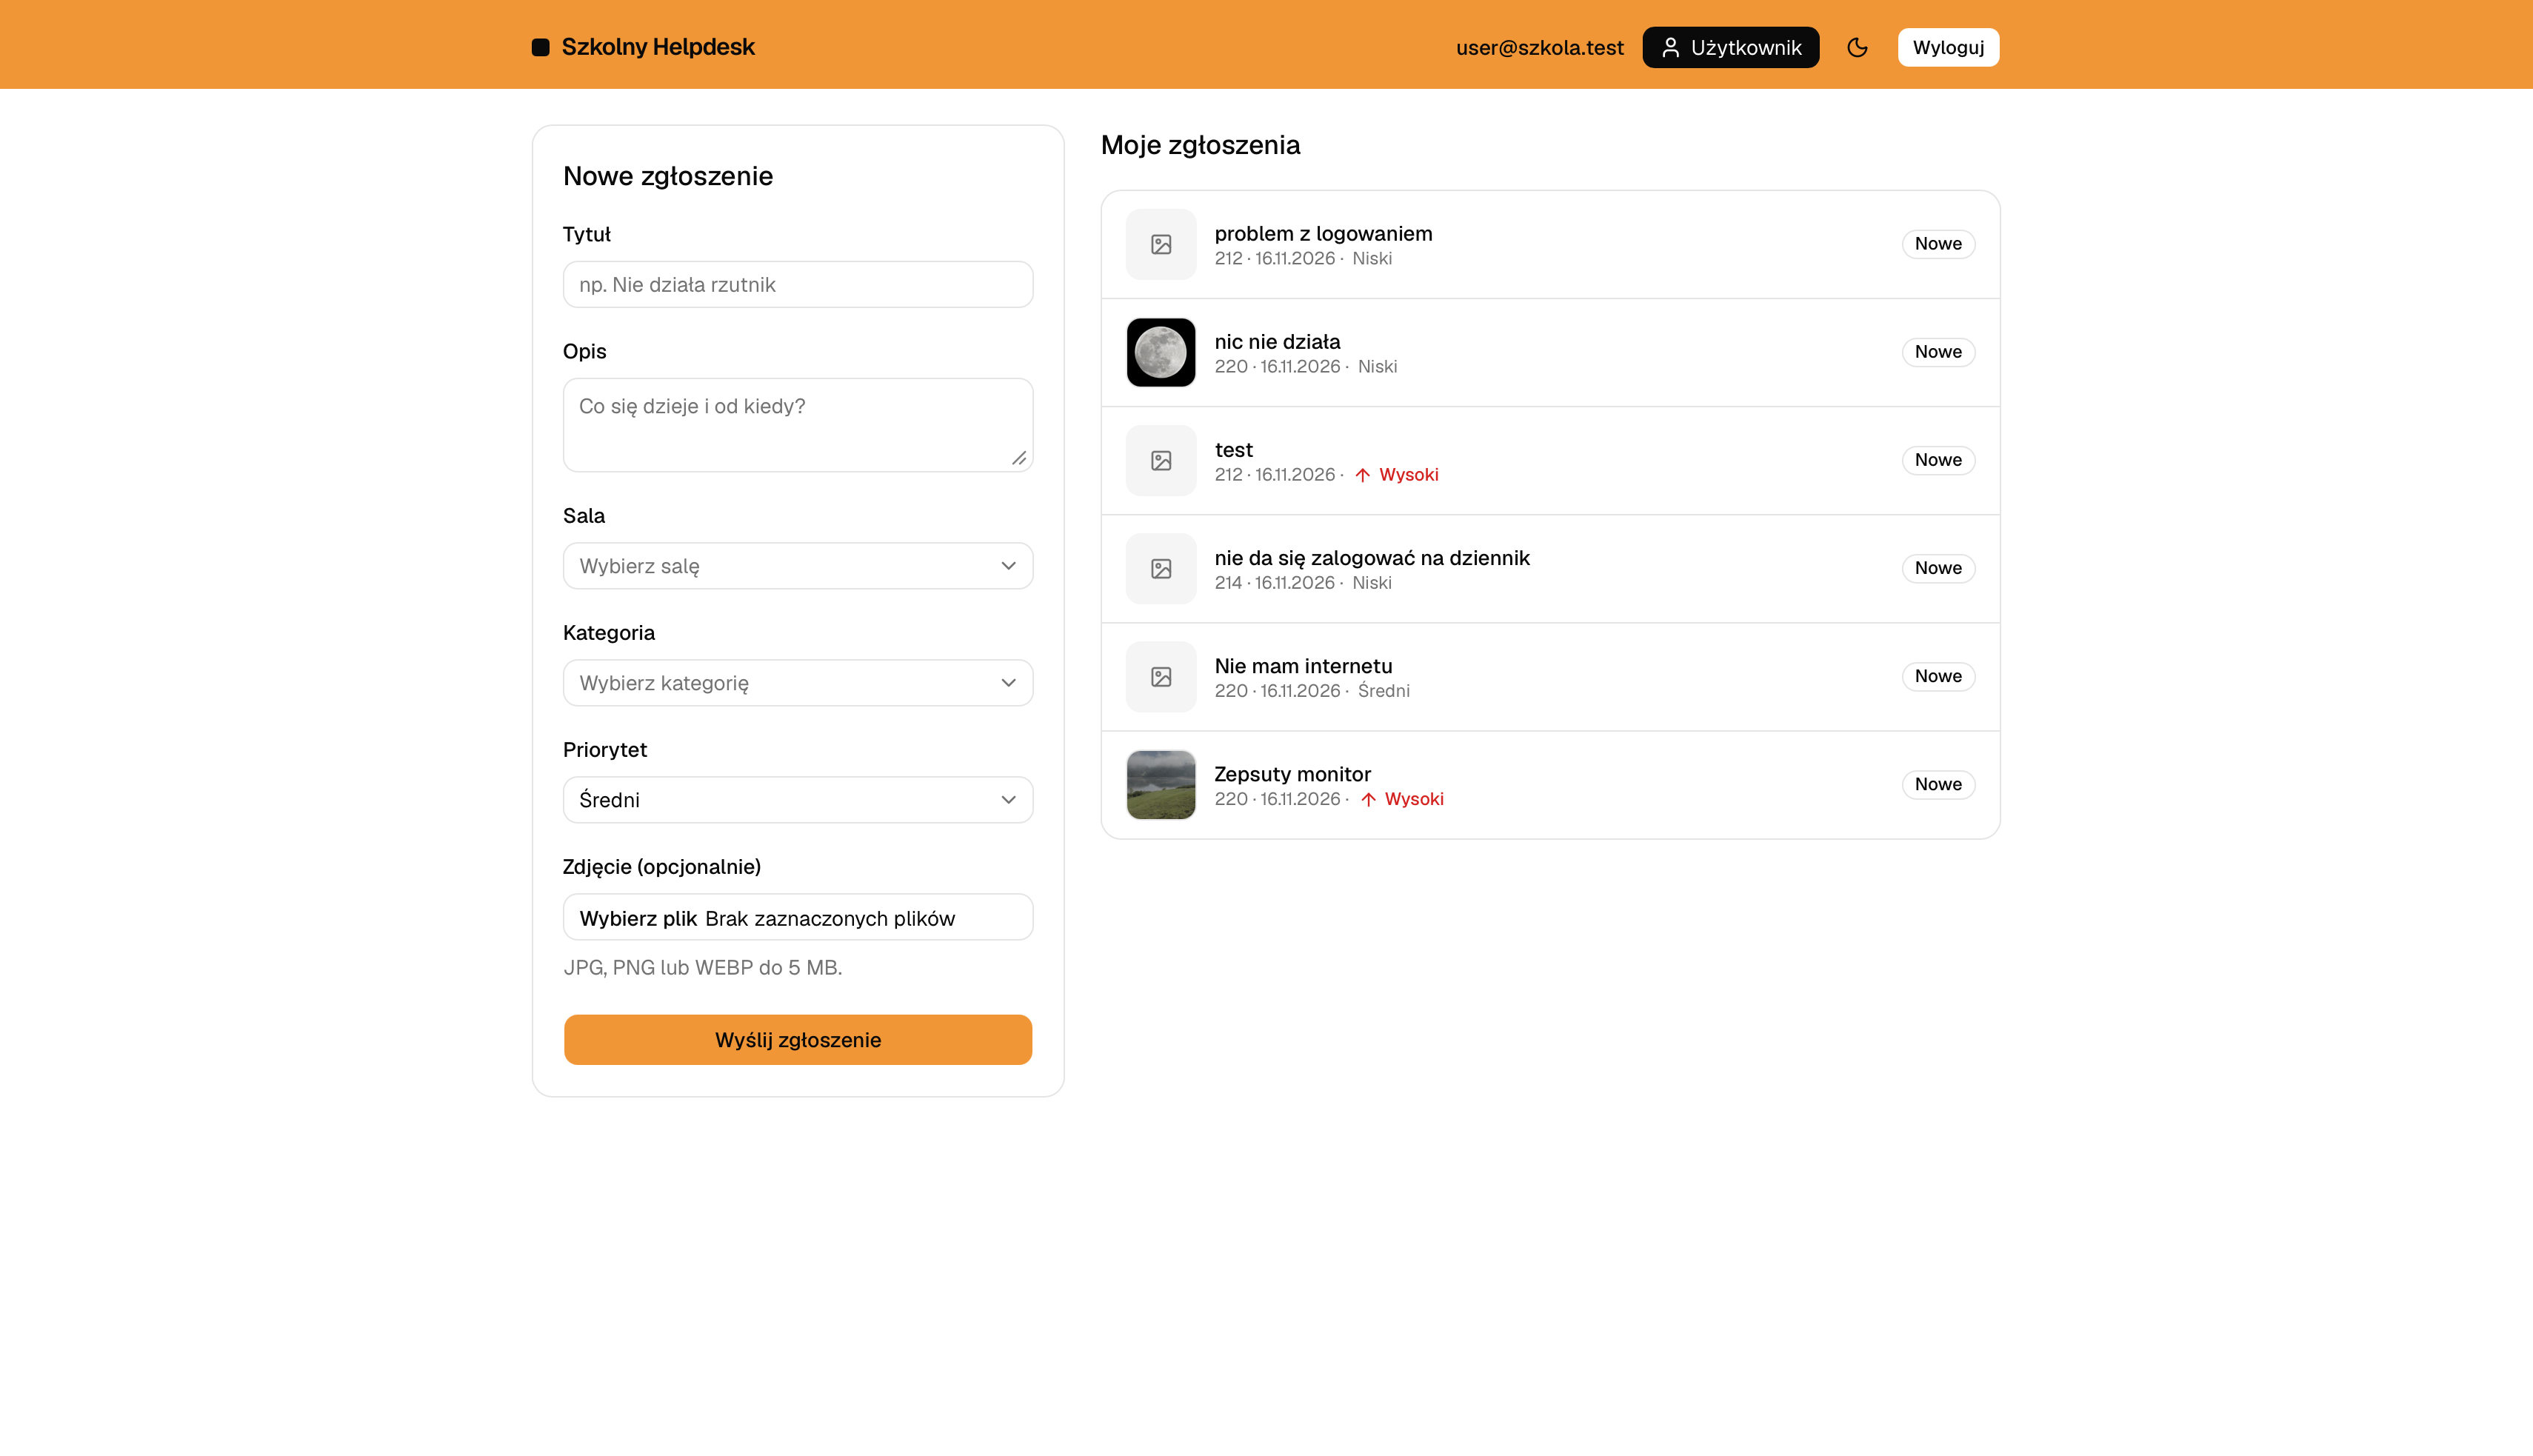 Szkolny Helpdesk
user@szkola.test
Użytkownik
Wyloguj
Nowe zgłoszenie
Tytuł
np. Nie działa rzutnik
Opis
Co się dzieje i od kiedy?
Sala
Wybierz salę
Kategoria
Wybierz kategorię
Priorytet
Średni
Zdjęcie (opcjonalnie)
Wybierz plik Brak zaznaczonych plików
JPG, PNG lub WEBP do 5 MB.
Wyślij zgłoszenie
Moje zgłoszenia
problem z logowaniem
212 · 16.11.2026 · Niski
Nowe
nic nie działa
220 · 16.11.2026 · Niski
Nowe
test
212 · 16.11.2026 · ↑ Wysoki
Nowe
nie da się zalogować na dziennik
214 · 16.11.2026 · Niski
Nowe
Nie mam internetu
220 · 16.11.2026 · Średni
Nowe
Zepsuty monitor
220 · 16.11.2026 · ↑ Wysoki
Nowe